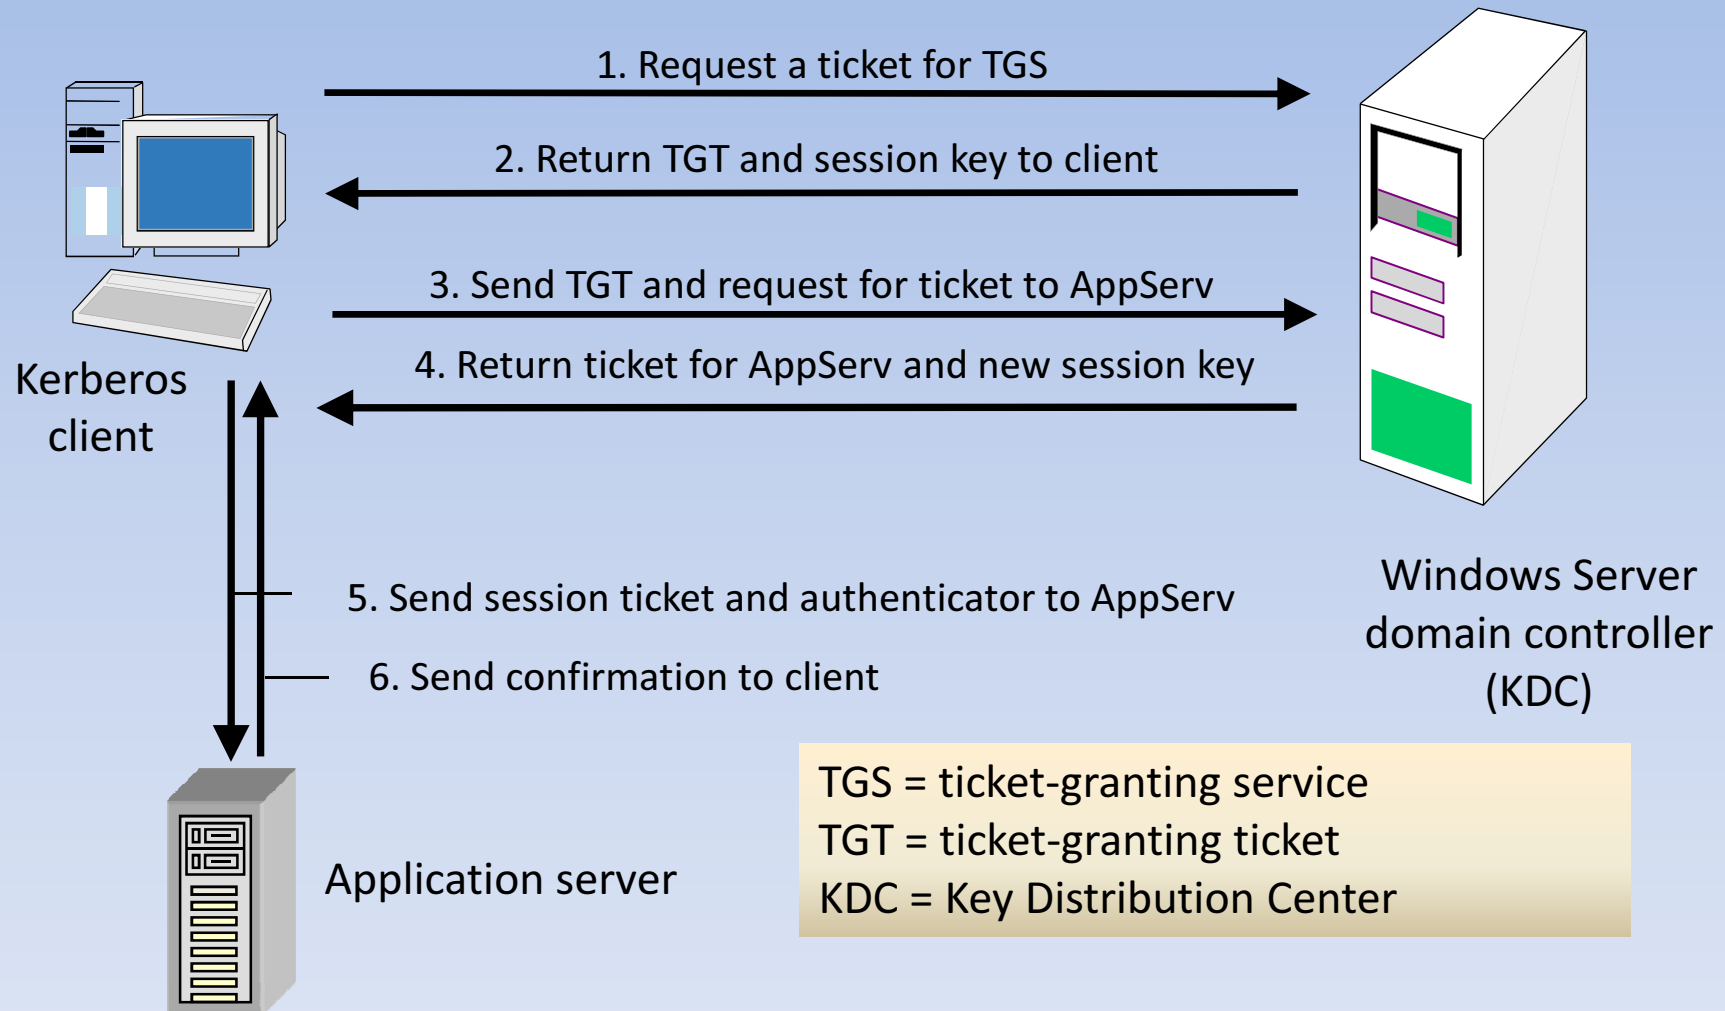 1. Request a ticket for TGS
2. Return TGT and session key to client
3. Send TGT and request for ticket to AppServ
4. Return ticket for AppServ and new session key
Kerberos
client
5. Send session ticket and authenticator to AppServ
6. Send confirmation to client
Windows Server
domain controller
(KDC)
Application server
TGS = ticket-granting service
TGT = ticket-granting ticket
KDC = Key Distribution Center